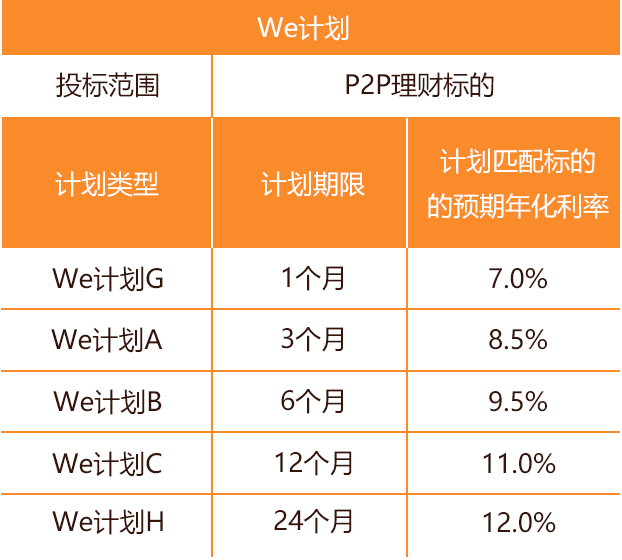 We计划
投标范围 P2P理财标的
计划类型 计划期限 计划匹配标的
的预期年化利率
We计划G 1个月 7.0%
We计划A 3个月 8.5%
We计划B 6个月 9.5%
We计划C 12个月 11.0%
We计划H 24个月 12.0%